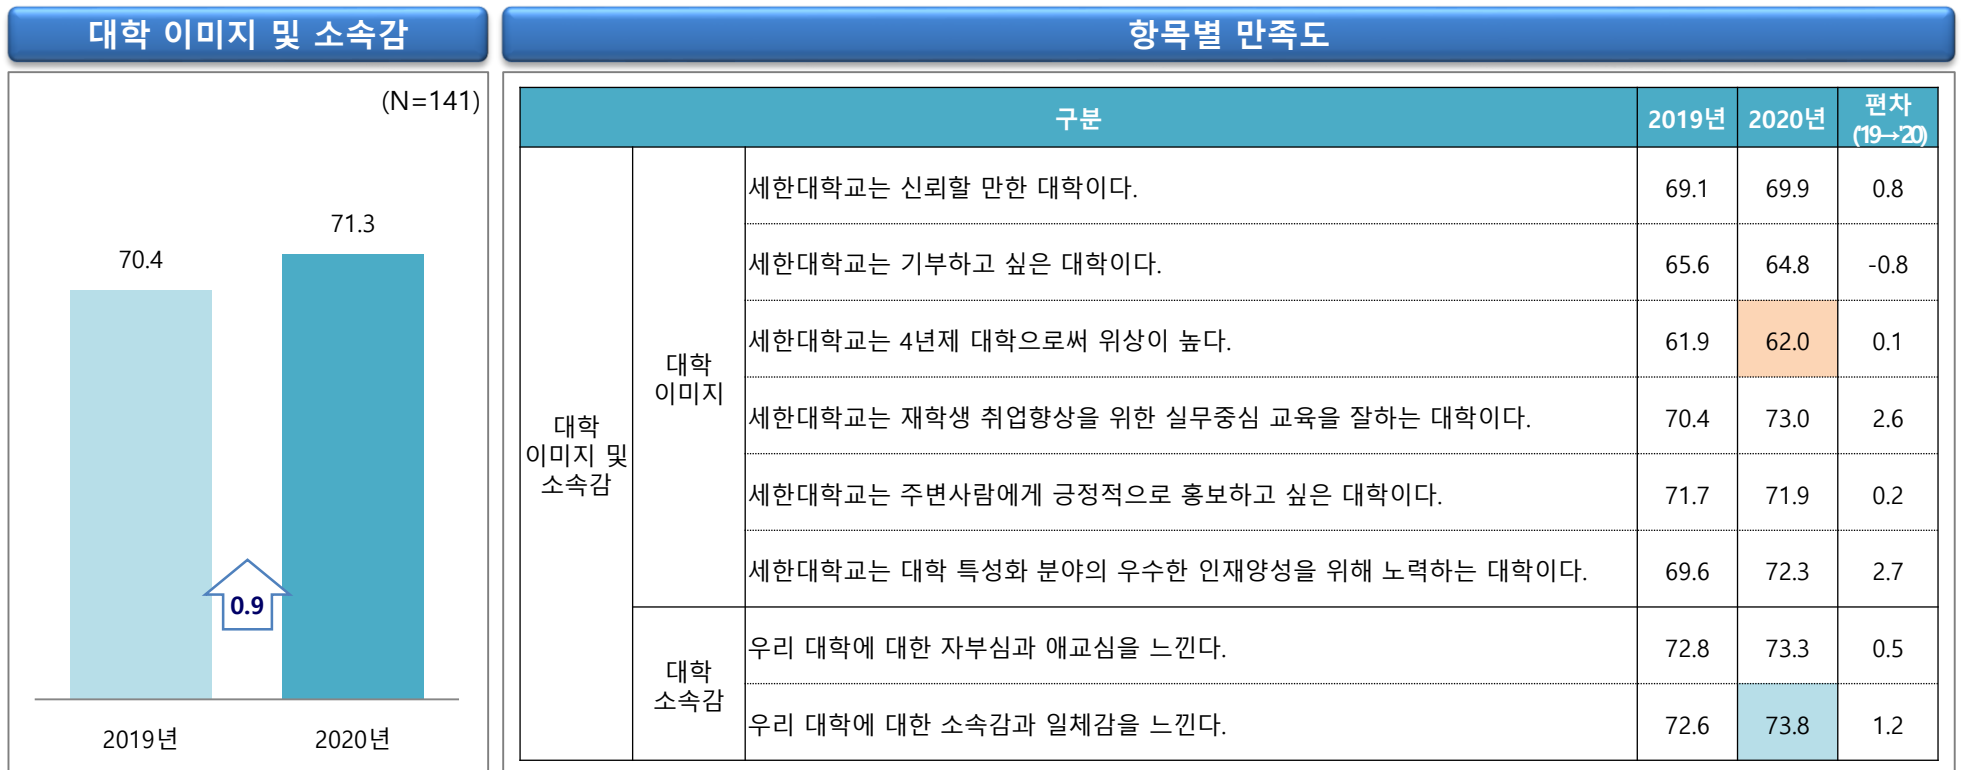 대학 이미지 및 소속감
항목별 만족도
(N=141)
70.4
71.3
0.9
2019년
2020년
구분
2019년
2020년
편차
('19→'20)
대학
이미지 및
소속감
대학
이미지
세한대학교는 신뢰할 만한 대학이다.
69.1
69.9
0.8
세한대학교는 기부하고 싶은 대학이다.
65.6
64.8
-0.8
세한대학교는 4년제 대학으로써 위상이 높다.
61.9
62.0
0.1
세한대학교는 재학생 취업향상을 위한 실무중심 교육을 잘하는 대학이다.
70.4
73.0
2.6
세한대학교는 주변사람에게 긍정적으로 홍보하고 싶은 대학이다.
71.7
71.9
0.2
세한대학교는 대학 특성화 분야의 우수한 인재양성을 위해 노력하는 대학이다.
69.6
72.3
2.7
대학
소속감
우리 대학에 대한 자부심과 애교심을 느낀다.
72.8
73.3
0.5
우리 대학에 대한 소속감과 일체감을 느낀다.
72.6
73.8
1.2